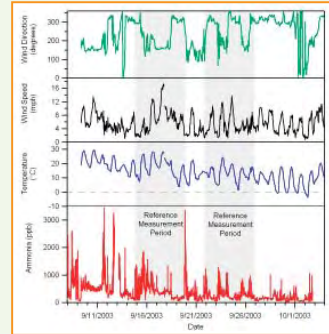 Wind Direction
(degrees)
300
200
100
0
Wind Speed
(mph)
16
12
8
4
0
Temperature
(°C)
30
20
10
0
Ammonia (ppb)
3000
2000
1000
0
Reference
Measurement
Period
Reference
Measurement
Period
9/11/2003
9/16/2003
9/21/2003
9/26/2003
10/1/2003
Date